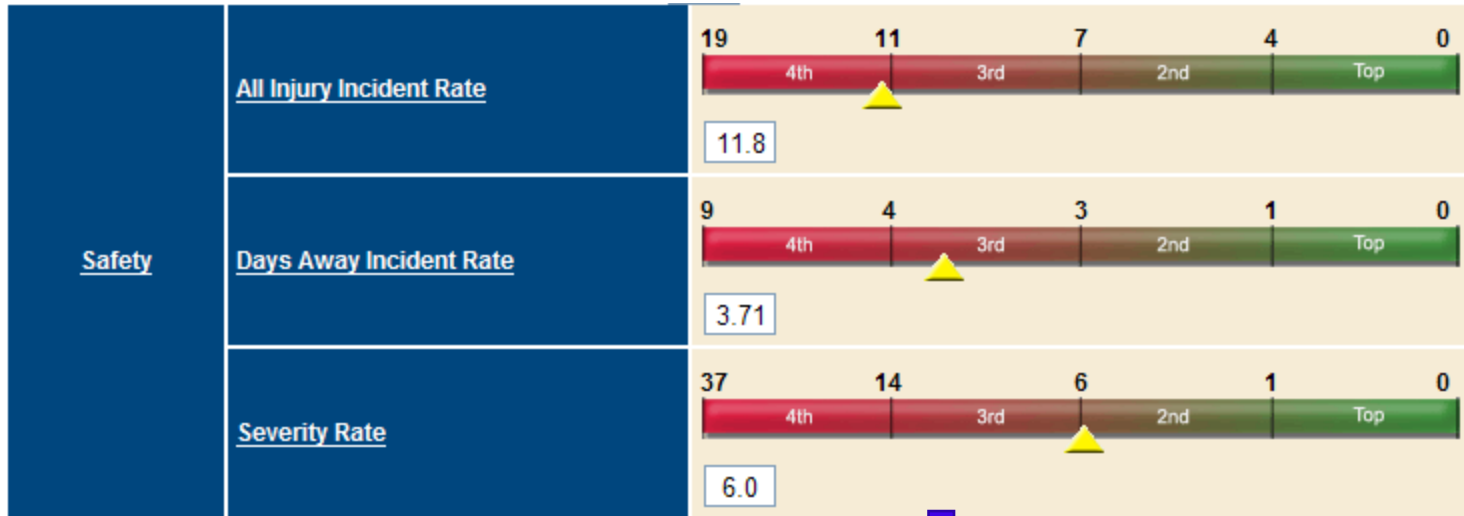 Safety
All Injury Incident Rate
19 11 7 4 0
4th 3rd 2nd Top
11.8
Days Away Incident Rate
9 4 3 1 0
4th 3rd 2nd Top
3.71
Severity Rate
37 14 6 1 0
4th 3rd 2nd Top
6.0